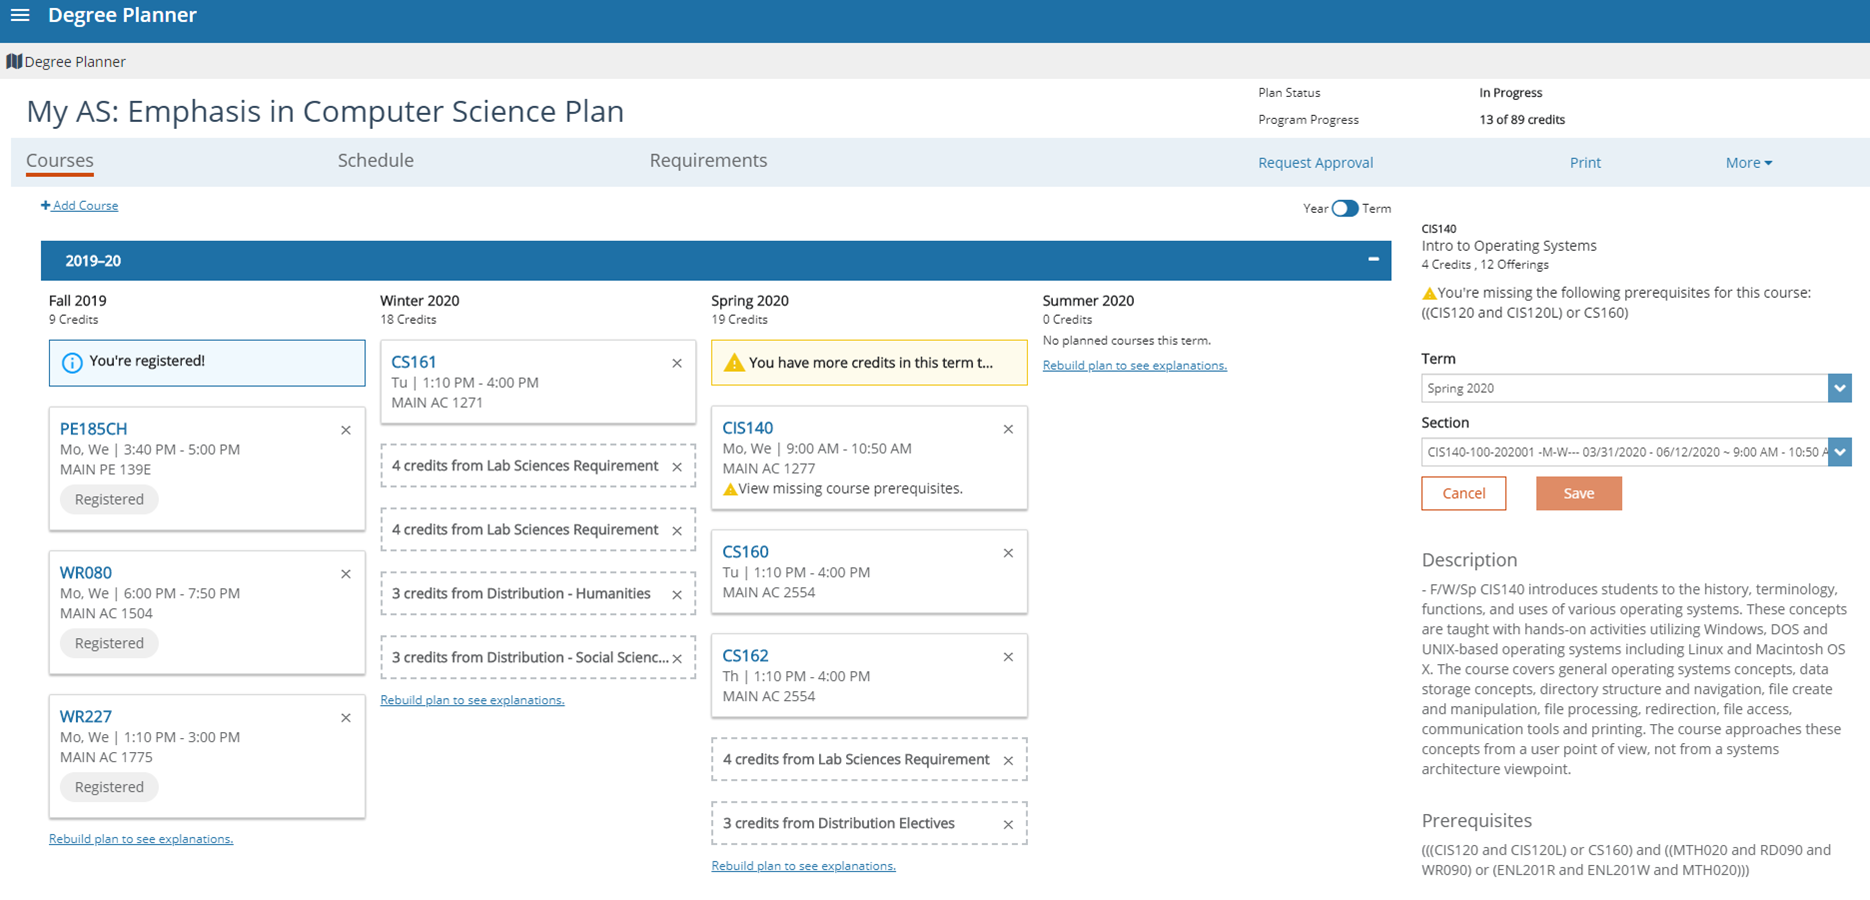 Degree Planner
Degree Planner
My AS: Emphasis in Computer Science Plan
Plan Status In Progress
Program Progress 13 of 89 credits
Courses Schedule Requirements Request Approval Print More
Add Course
Year Term
2019–20
Fall 2019
9 Credits
You're registered!
PE185CH
Mo, We | 3:40 PM - 5:00 PM
MAIN PE 139E
Registered
WR080
Mo, We | 6:00 PM - 7:50 PM
MAIN AC 1504
Registered
WR227
Mo, We | 1:10 PM - 3:00 PM
MAIN AC 1775
Registered
Rebuild plan to see explanations.
Winter 2020
18 Credits
CS161
Tu | 1:10 PM - 4:00 PM
MAIN AC 1271
4 credits from Lab Sciences Requirement
4 credits from Lab Sciences Requirement
3 credits from Distribution - Humanities
3 credits from Distribution - Social Scienc...
Rebuild plan to see explanations.
Spring 2020
19 Credits
You have more credits in this term t...
CIS140
Mo, We | 9:00 AM - 10:50 AM
MAIN AC 1277
View missing course prerequisites.
CS160
Tu | 1:10 PM - 4:00 PM
MAIN AC 2554
CS162
Th | 1:10 PM - 4:00 PM
MAIN AC 2554
4 credits from Lab Sciences Requirement
3 credits from Distribution Electives
Rebuild plan to see explanations.
Summer 2020
0 Credits
No planned courses this term.
Rebuild plan to see explanations.
CIS140
Intro to Operating Systems
4 Credits , 12 Offerings
You're missing the following prerequisites for this course:
((CIS120 and CIS120L) or CS160)
Term
Spring 2020
Section
CIS140-100-202001 -M-W--- 03/31/2020 - 06/12/2020 ~ 9:00 AM - 10:50 A
Cancel Save
Description
- F/W/Sp CIS140 introduces students to the history, terminology,
functions, and uses of various operating systems. These concepts
are taught with hands-on activities utilizing Windows, DOS and
UNIX-based operating systems including Linux and Macintosh OS
X. The course covers general operating systems concepts, data
storage concepts, directory structure and navigation, file create
and manipulation, file processing, redirection, file access,
communication tools and printing. The course approaches these
concepts from a user point of view, not from a systems
architecture viewpoint.
Prerequisites
(((CIS120 and CIS120L) or CS160) and ((MTH020 and RD090 and
WR090) or (ENL201R and ENL201W and MTH020)))